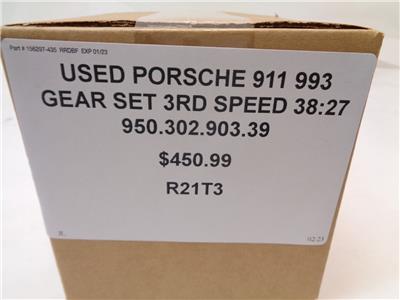 Part # 156297-435 RRDBF EXP 01/23
USED PORSCHE 911 993
GEAR SET 3RD SPEED 38:27
950.302.903.39
$450.99
R21T3
02/23